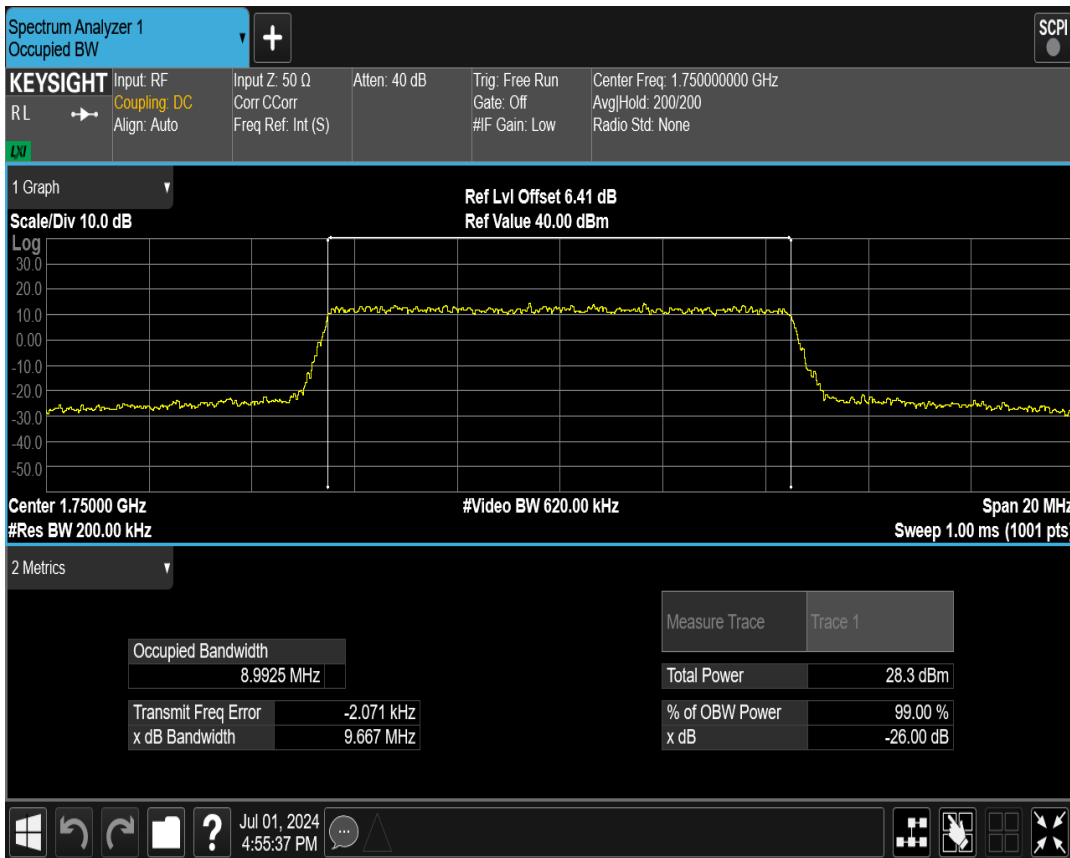 Spectrum Analyzer 1
Occupied BW
+
SCPI
KEYSIGHT
R L
LXI
Input: RF
Coupling: DC
Align: Auto
Input Z: 50 Ω
Corr CCorr
Freq Ref: Int (S)
Atten: 40 dB
Trig: Free Run
Gate: Off
#IF Gain: Low
Center Freq: 1.750000000 GHz
Avg|Hold: 200/200
Radio Std: None
1 Graph
Scale/Div 10.0 dB
Ref Lvl Offset 6.41 dB
Ref Value 40.00 dBm
Log
30.0
20.0
10.0
0.00
-10.0
-20.0
-30.0
-40.0
-50.0
Center 1.75000 GHz
#Res BW 200.00 kHz
#Video BW 620.00 kHz
Span 20 MHz
Sweep 1.00 ms (1001 pts)
2 Metrics
Occupied Bandwidth
8.9925 MHz
Transmit Freq Error -2.071 kHz
x dB Bandwidth 9.667 MHz
Measure Trace Trace 1
Total Power 28.3 dBm
% of OBW Power 99.00 %
x dB -26.00 dB
?
Jul 01, 2024
4:55:37 PM